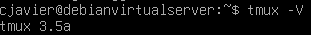 cjavier@debianvirtualserver:~$ tmux -V
tmux 3.5a